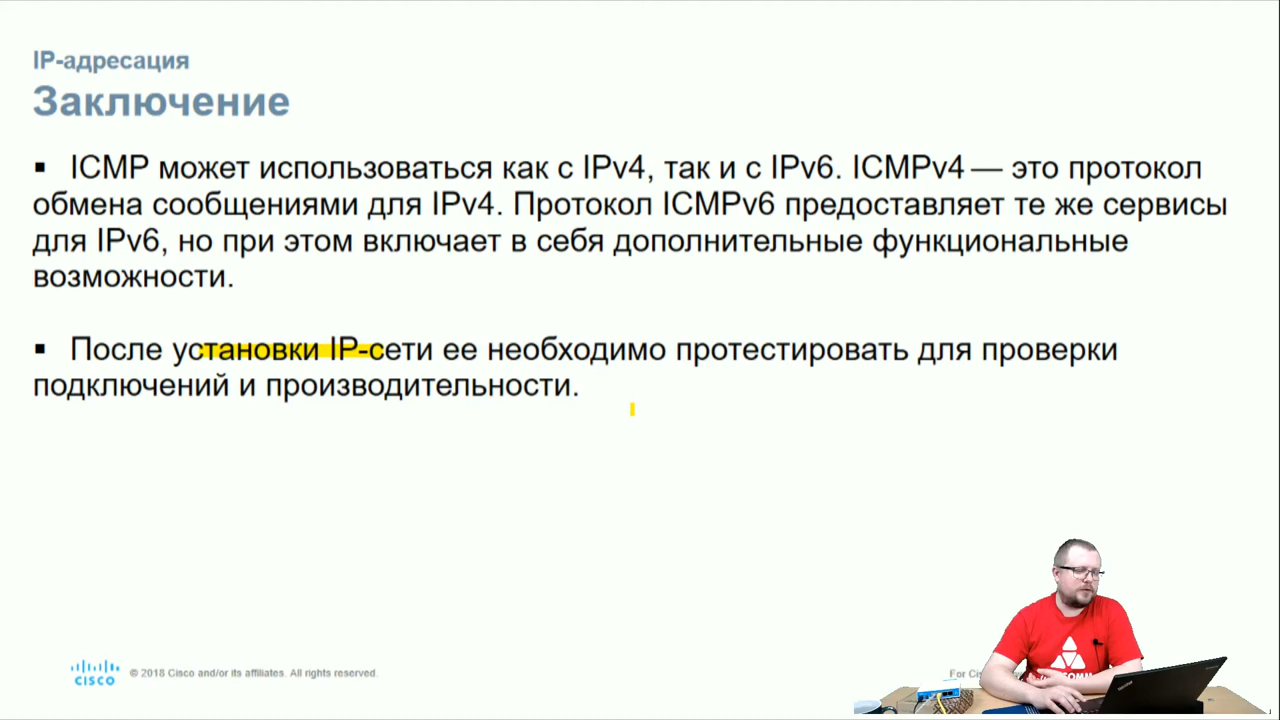 IP-адресация
Заключение
▪ ICMP может использоваться как с IPv4, так и с IPv6. ICMPv4 — это протокол
обмена сообщениями для IPv4. Протокол ICMPv6 предоставляет те же сервисы
для IPv6, но при этом включает в себя дополнительные функциональные
возможности.
▪ После установки IP-сети ее необходимо протестировать для проверки
подключений и производительности.
CISCO
© 2018 Cisco and/or its affiliates. All rights reserved.
For